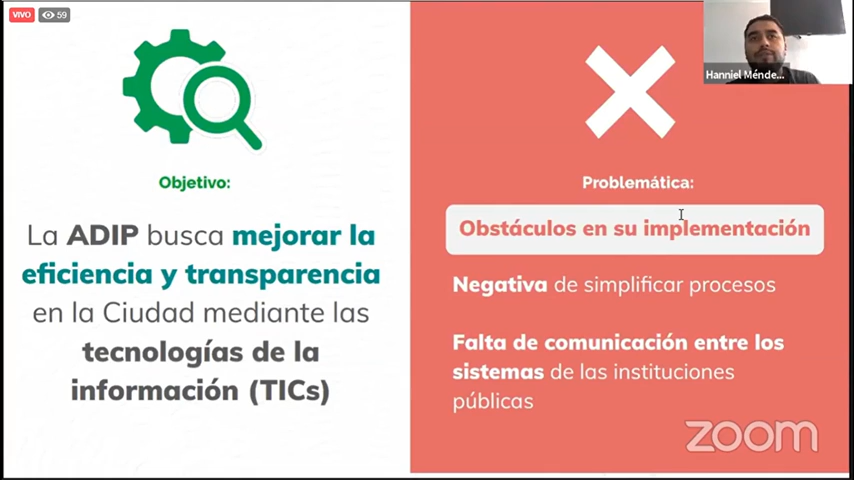 VIVO
59
Hanniel Ménde...
Objetivo:
La ADIP busca mejorar la
eficiencia y transparencia
en la Ciudad mediante las
tecnologías de la
información (TICs)
Problemática:
Obstáculos en su implementación
Negativa de simplificar procesos
Falta de comunicación entre los
sistemas de las instituciones
públicas
zoom